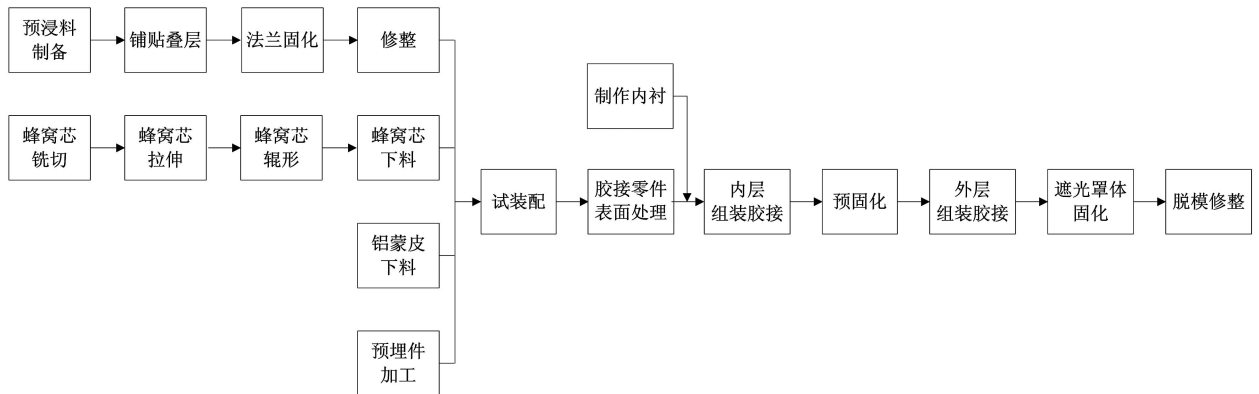 预浸料
制备
铺贴叠层
法兰固化
修整
制作内衬
蜂窝芯
铣切
蜂窝芯
拉伸
蜂窝芯
辊形
蜂窝芯
下料
试装配
胶接零件
表面处理
内层
组装胶接
预固化
外层
组装胶接
遮光罩体
固化
脱模修整
铝蒙皮
下料
预埋件
加工